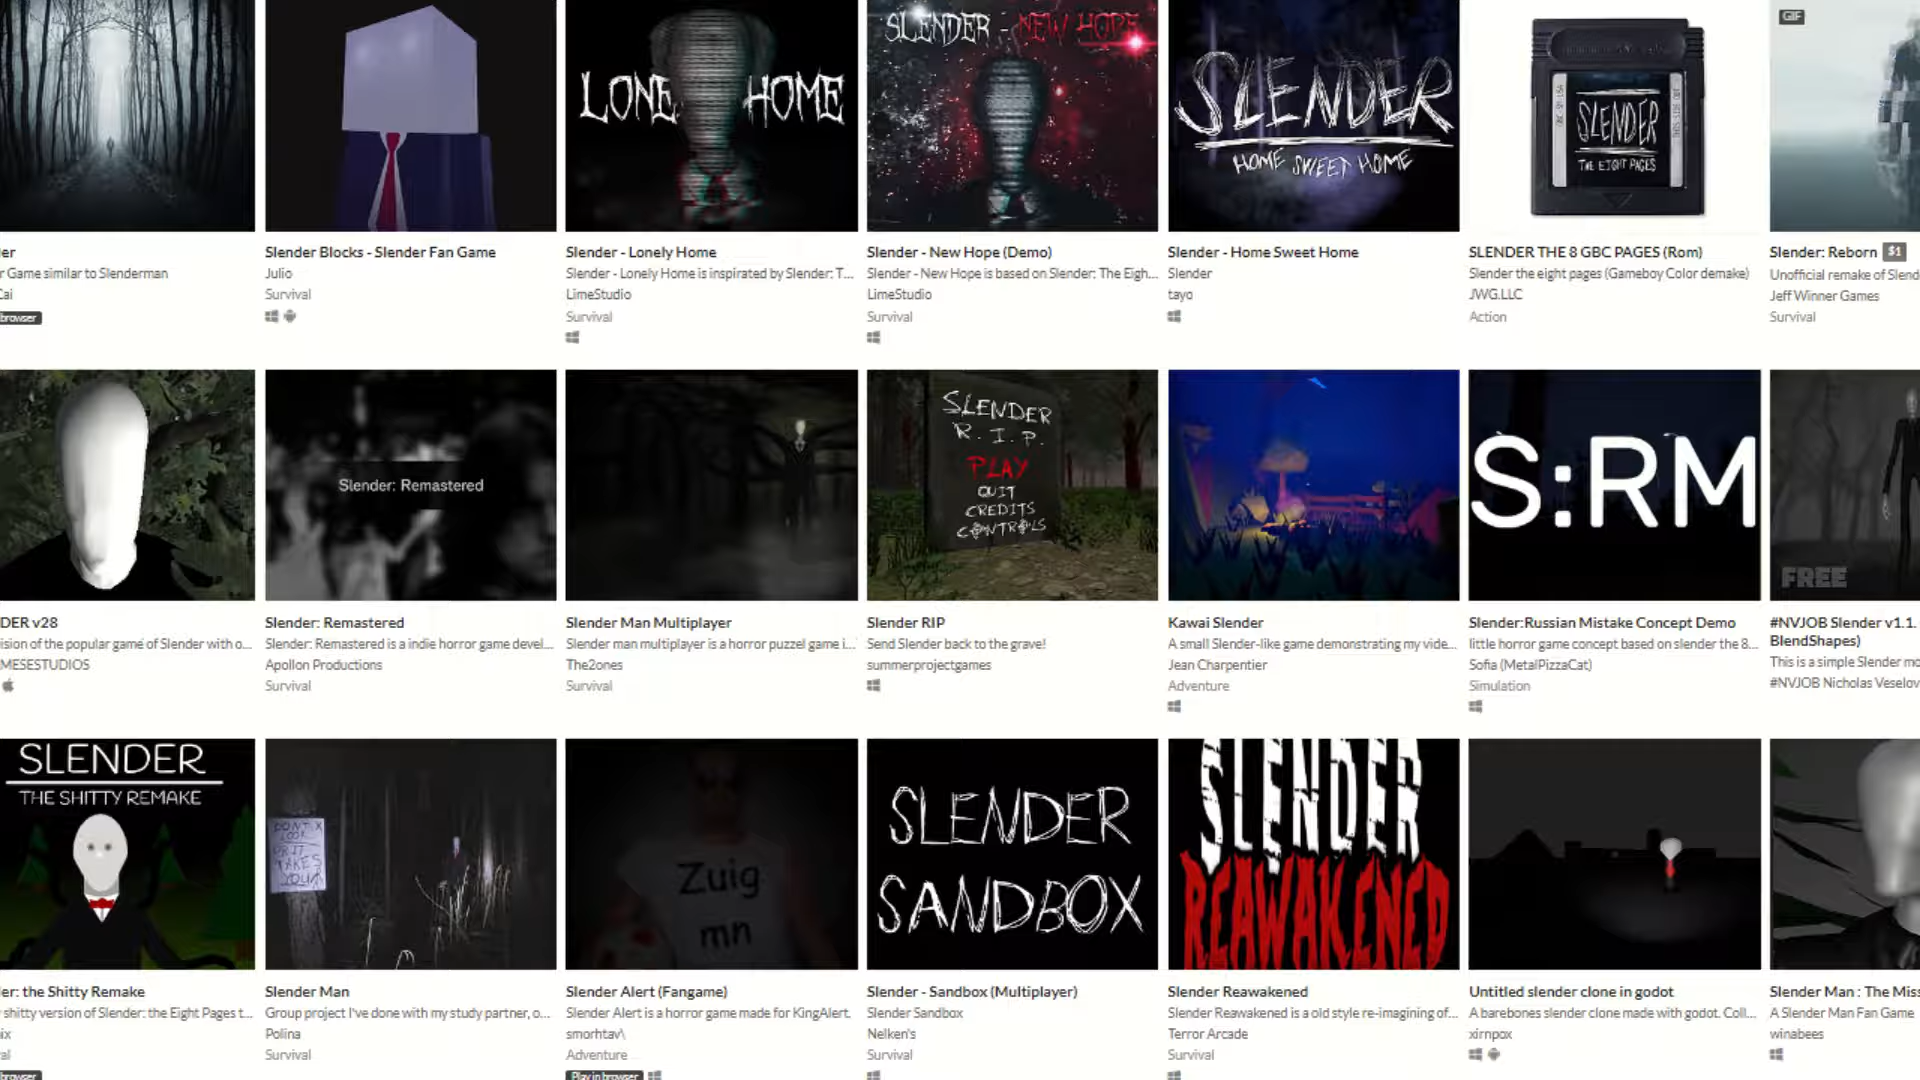 LONE HOME
SLENDER - NEW HOPE
SLENDER
HOME SWEET HOME
SLENDER
THE EIGHT PAGES
GIF
er
Slender Blocks - Slender Fan Game
Slender - Lonely Home
Slender - New Hope (Demo)
Slender - Home Sweet Home
SLENDER THE 8 GBC PAGES (Rom)
Slender: Reborn $1
r Game similar to Slenderman
Julio
Slender - Lonely Home is inspirated by Slender: T...
Slender - New Hope is based on Slender: The Eigh...
Slender
Slender the eight pages (Gameboy Color demake)
Unofficial remake of Slend
Cai
Survival
LimeStudio
LimeStudio
tayo
JWG.LLC
Jeff Winner Games
browser
Survival
Survival
Action
Survival
Slender: Remastered
SLENDER
R.I.P.
PLAY
QUIT
CREDITS
CONTROLS
S:RM
FREE
DER v28
Slender: Remastered
Slender Man Multiplayer
Slender RIP
Kawai Slender
Slender:Russian Mistake Concept Demo
#NVJOB Slender v1.1.
BlendShapes)
ision of the popular game of Slender with o...
Slender: Remastered is a indie horror game devel...
Slender man multiplayer is a horror puzzel game i...
Send Slender back to the grave!
A small Slender-like game demonstrating my vide...
little horror game concept based on slender the 8...
This is a simple Slender mo
MESESTUDIOS
Apollon Productions
The2ones
summerprojectgames
Jean Charpentier
Sofia (MetalPizzaCat)
#NVJOB Nicholas Veselov
Survival
Survival
Adventure
Simulation
SLENDER
THE SHITTY REMAKE
DONT
LOOK
OR IT
TAKES
YOU
Zuig
mn
SLENDER
SANDBOX
SLENDER
REAWAKENED
er: the Shitty Remake
Slender Man
Slender Alert (Fangame)
Slender - Sandbox (Multiplayer)
Slender Reawakened
Untitled slender clone in godot
Slender Man : The Miss
shitty version of Slender: the Eight Pages t...
Group project I've done with my study partner, o...
Slender Alert is a horror game made for KingAlert.
Slender Sandbox
Slender Reawakened is a old style re-imagining of...
A barebones slender clone made with godot. Coll...
A Slender Man Fan Game
ix
Polina
smorhtav\
Nelken's
Terror Arcade
xirnpox
winabees
al
Survival
Adventure
Survival
Survival
browser
Play in browser